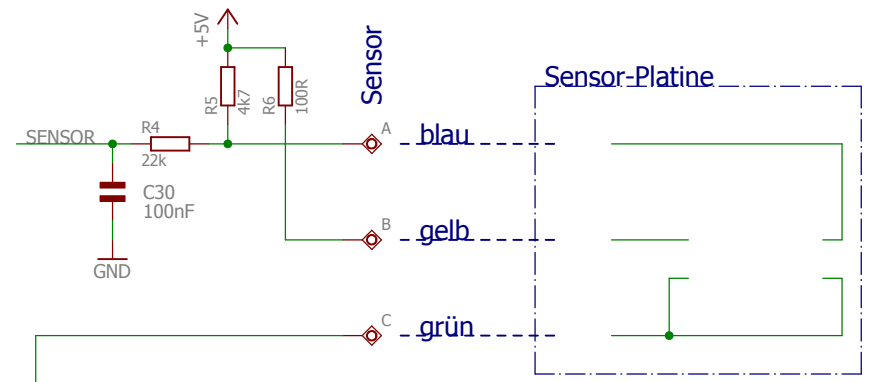 +5V
Sensor
Sensor-Platine
R5
4k7
R6
100R
SENSOR
R4
22k
A
blau
C30
100nF
B
gelb
GND
C
grün